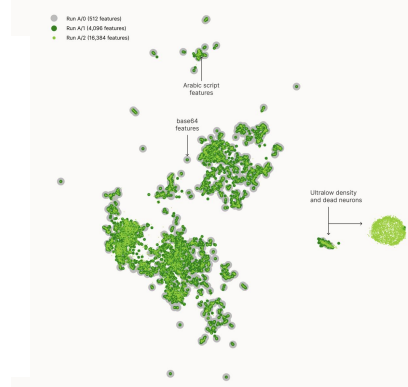 Run A/0 (512 features)
Run A/1 (4,096 features)
Run A/2 (16,384 features)
Arabic script
features
base64
features
Ultralow density
and dead neurons